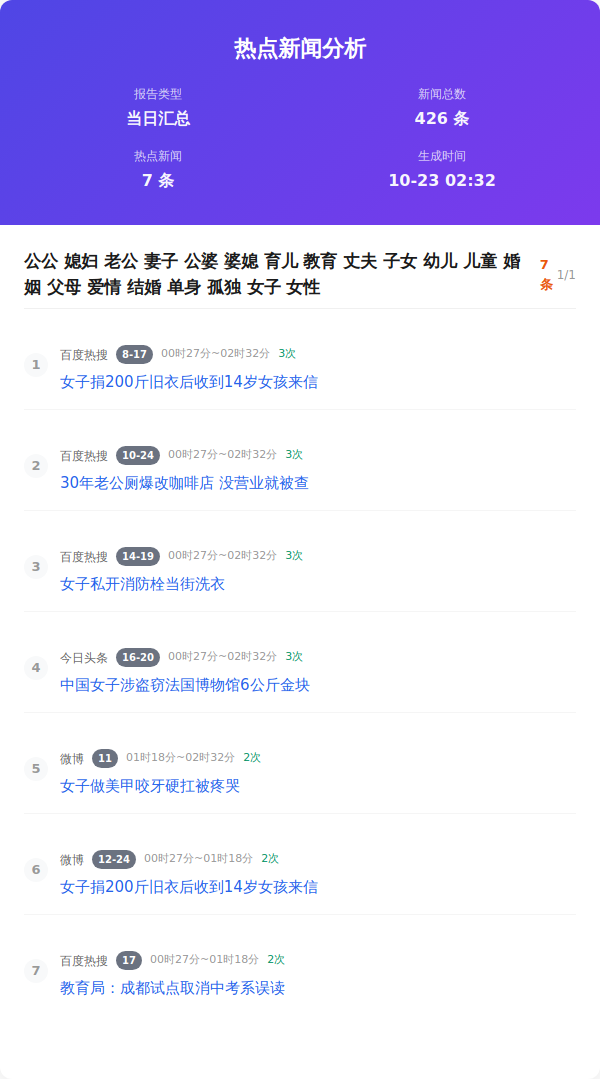 热点新闻分析
报告类型
新闻总数
当日汇总
426 条
热点新闻
生成时间
7 条
10-23 02:32
公公 媳妇 老公 妻子 公婆 婆媳 育儿 教育 丈夫 子女 幼儿 儿童 婚
姻 父母 爱情 结婚 单身 孤独 女子 女性
7
条
1/1
1
百度热搜 8-17 00时27分~02时32分 3次
女子捐200斤旧衣后收到14岁女孩来信
2
百度热搜 10-24 00时27分~02时32分 3次
30年老公厕爆改咖啡店 没营业就被查
3
百度热搜 14-19 00时27分~02时32分 3次
女子私开消防栓当街洗衣
4
今日头条 16-20 00时27分~02时32分 3次
中国女子涉盗窃法国博物馆6公斤金块
5
微博 11 01时18分~02时32分 2次
女子做美甲咬牙硬扛被疼哭
6
微博 12-24 00时27分~01时18分 2次
女子捐200斤旧衣后收到14岁女孩来信
7
百度热搜 17 00时27分~01时18分 2次
教育局：成都试点取消中考系误读